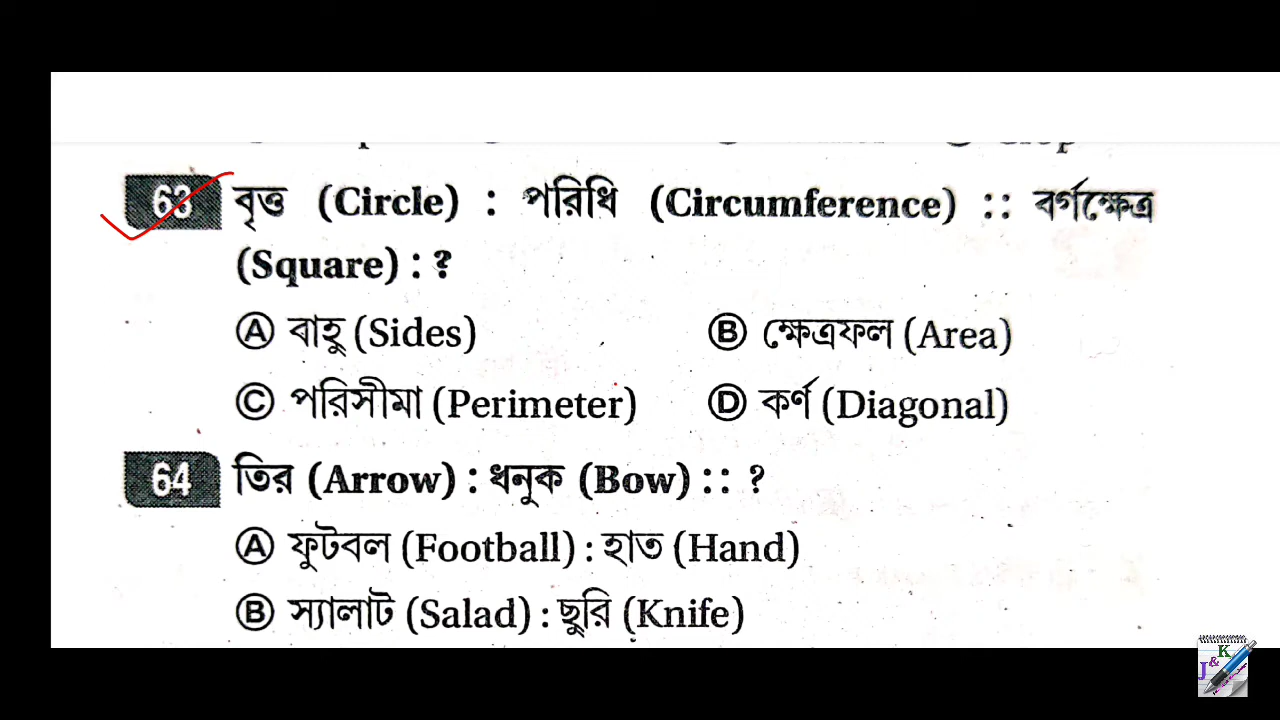 63 বৃত্ত (Circle) : পরিধি (Circumference) :: বর্গক্ষেত্র
(Square) : ?
Ⓐ বাহু (Sides) Ⓑ ক্ষেত্রফল (Area)
Ⓒ পরিসীমা (Perimeter) Ⓓ কর্ণ (Diagonal)
64 তির (Arrow) : ধনুক (Bow) :: ?
Ⓐ ফুটবল (Football) : হাত (Hand)
Ⓑ স্যালাট (Salad) : ছুরি (Knife)
J&K